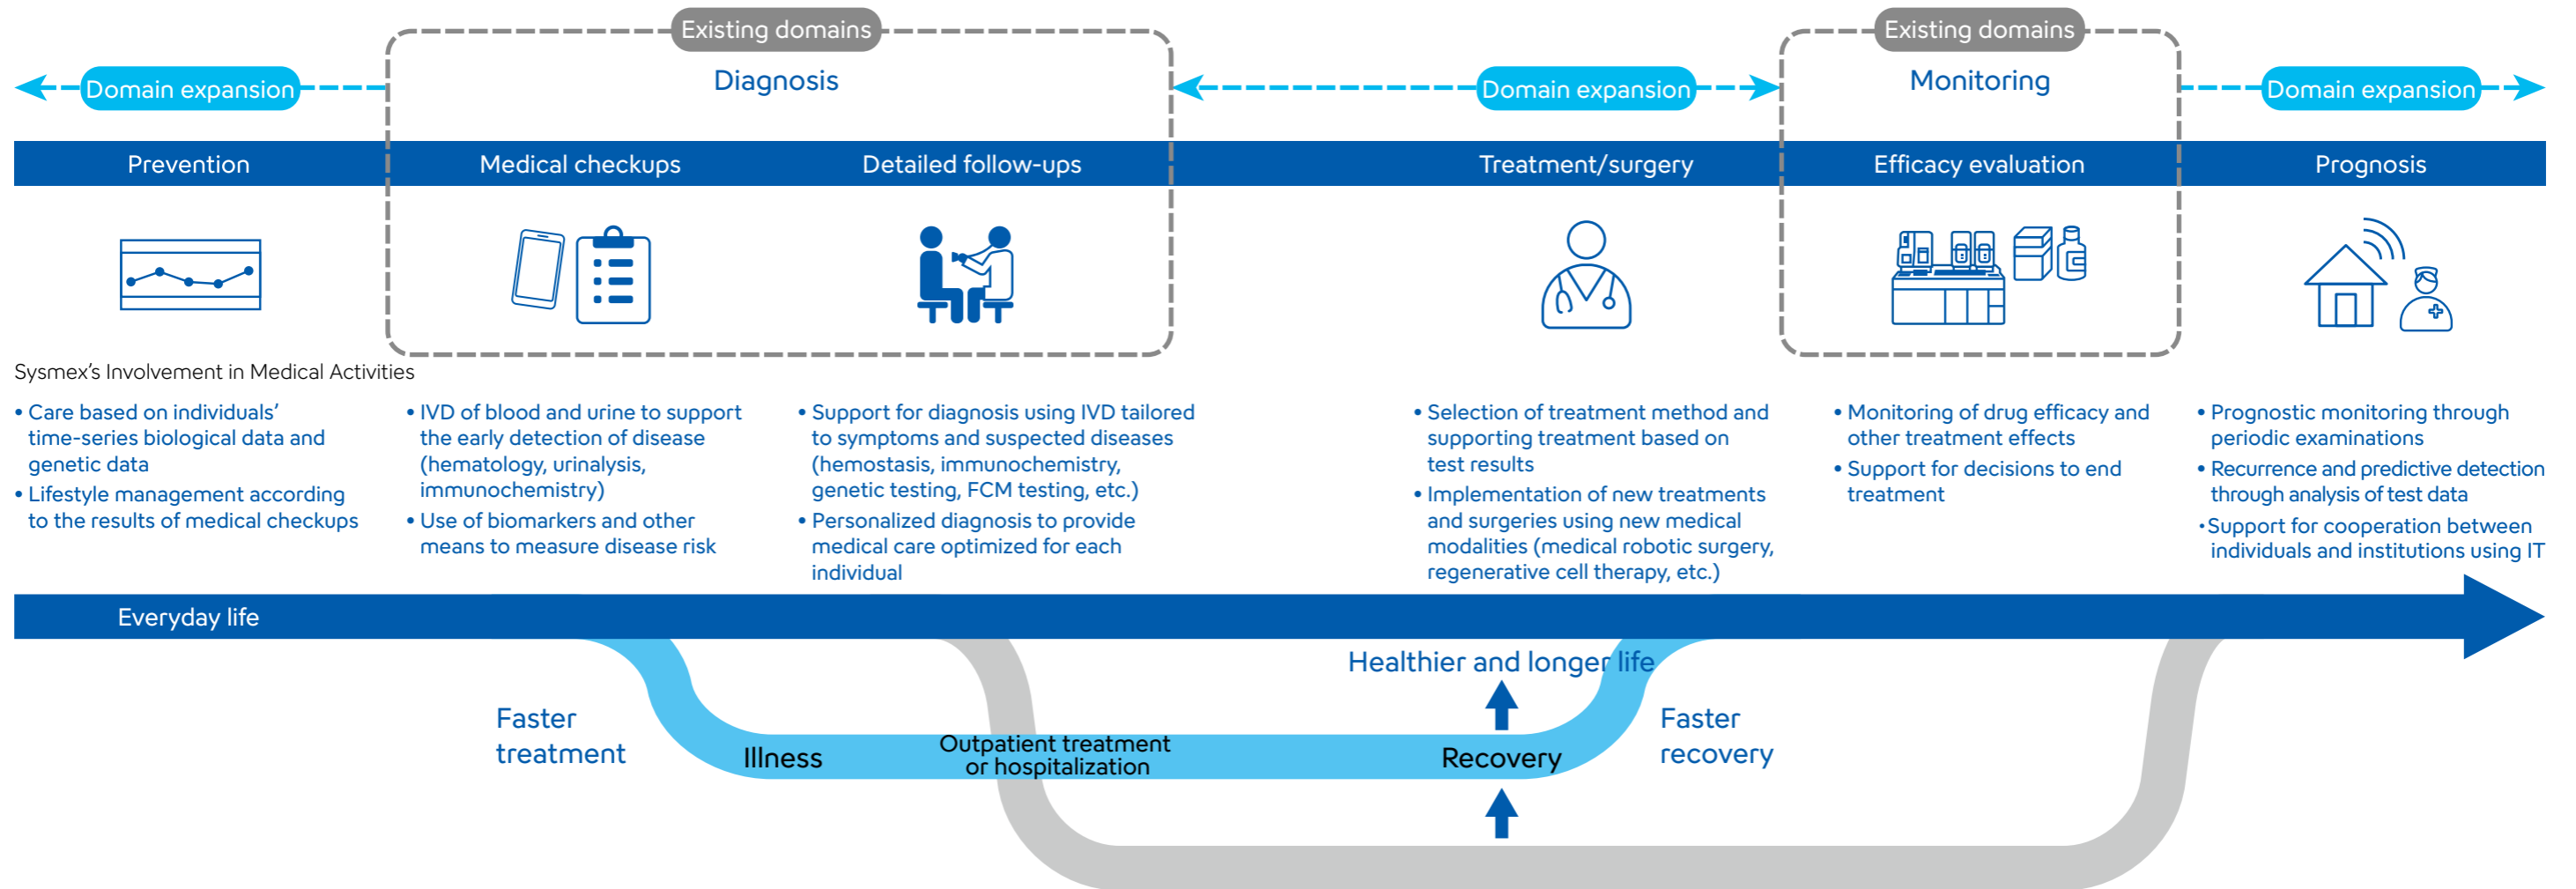 Existing domains
Existing domains
Domain expansion
Diagnosis
Domain expansion
Monitoring
Domain expansion
Prevention
Medical checkups
Detailed follow-ups
Treatment/surgery
Efficacy evaluation
Prognosis
Sysmex’s Involvement in Medical Activities
• Care based on individuals’
time-series biological data and
genetic data
• Lifestyle management according
to the results of medical checkups
• IVD of blood and urine to support
the early detection of disease
(hematology, urinalysis,
immunochemistry)
• Use of biomarkers and other
means to measure disease risk
• Support for diagnosis using IVD tailored
to symptoms and suspected diseases
(hemostasis, immunochemistry,
genetic testing, FCM testing, etc.)
• Personalized diagnosis to provide
medical care optimized for each
individual
• Selection of treatment method and
supporting treatment based on
test results
• Implementation of new treatments
and surgeries using new medical
modalities (medical robotic surgery,
regenerative cell therapy, etc.)
• Monitoring of drug efficacy and
other treatment effects
• Support for decisions to end
treatment
• Prognostic monitoring through
periodic examinations
• Recurrence and predictive detection
through analysis of test data
・Support for cooperation between
individuals and institutions using IT
Everyday life
Healthier and longer life
Faster
treatment
Illness
Outpatient treatment
or hospitalization
Recovery
Faster
recovery